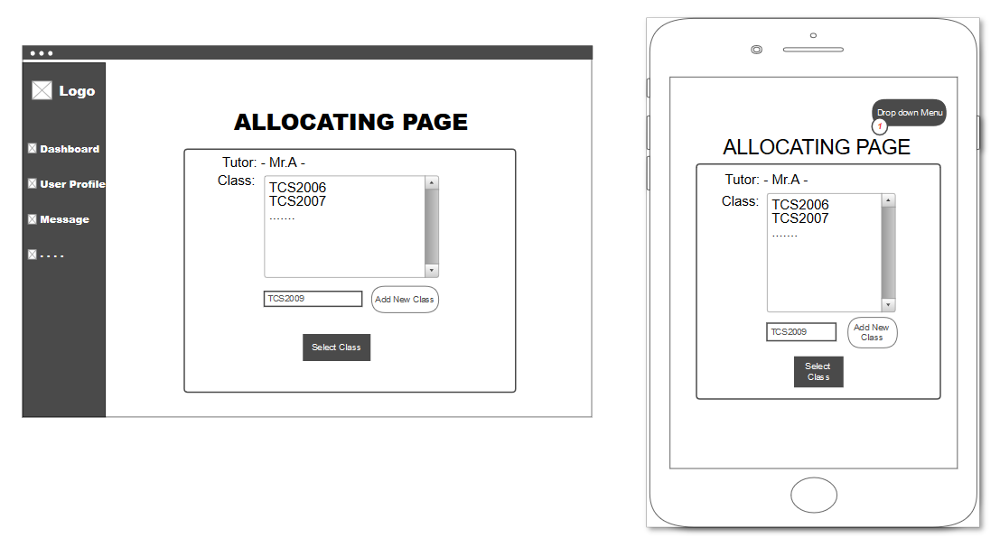 Logo
Dashboard
User Profile
Message
. . . .
ALLOCATING PAGE
Tutor: - Mr.A -
Class:
TCS2006
TCS2007
.......
TCS2009
Add New Class
Select Class
Drop down Menu
1
ALLOCATING PAGE
Tutor: - Mr.A -
Class:
TCS2006
TCS2007
.......
TCS2009
Add New
Class
Select
Class